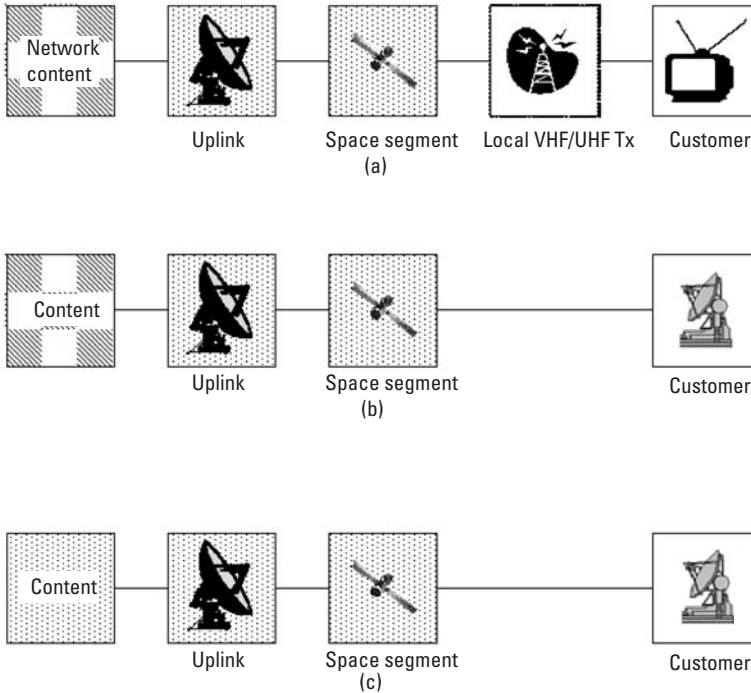 Network
content
Uplink
Space segment
Local VHF/UHF Tx
Customer
(a)
Content
Uplink
Space segment
Customer
(b)
Content
Uplink
Space segment
Customer
(c)